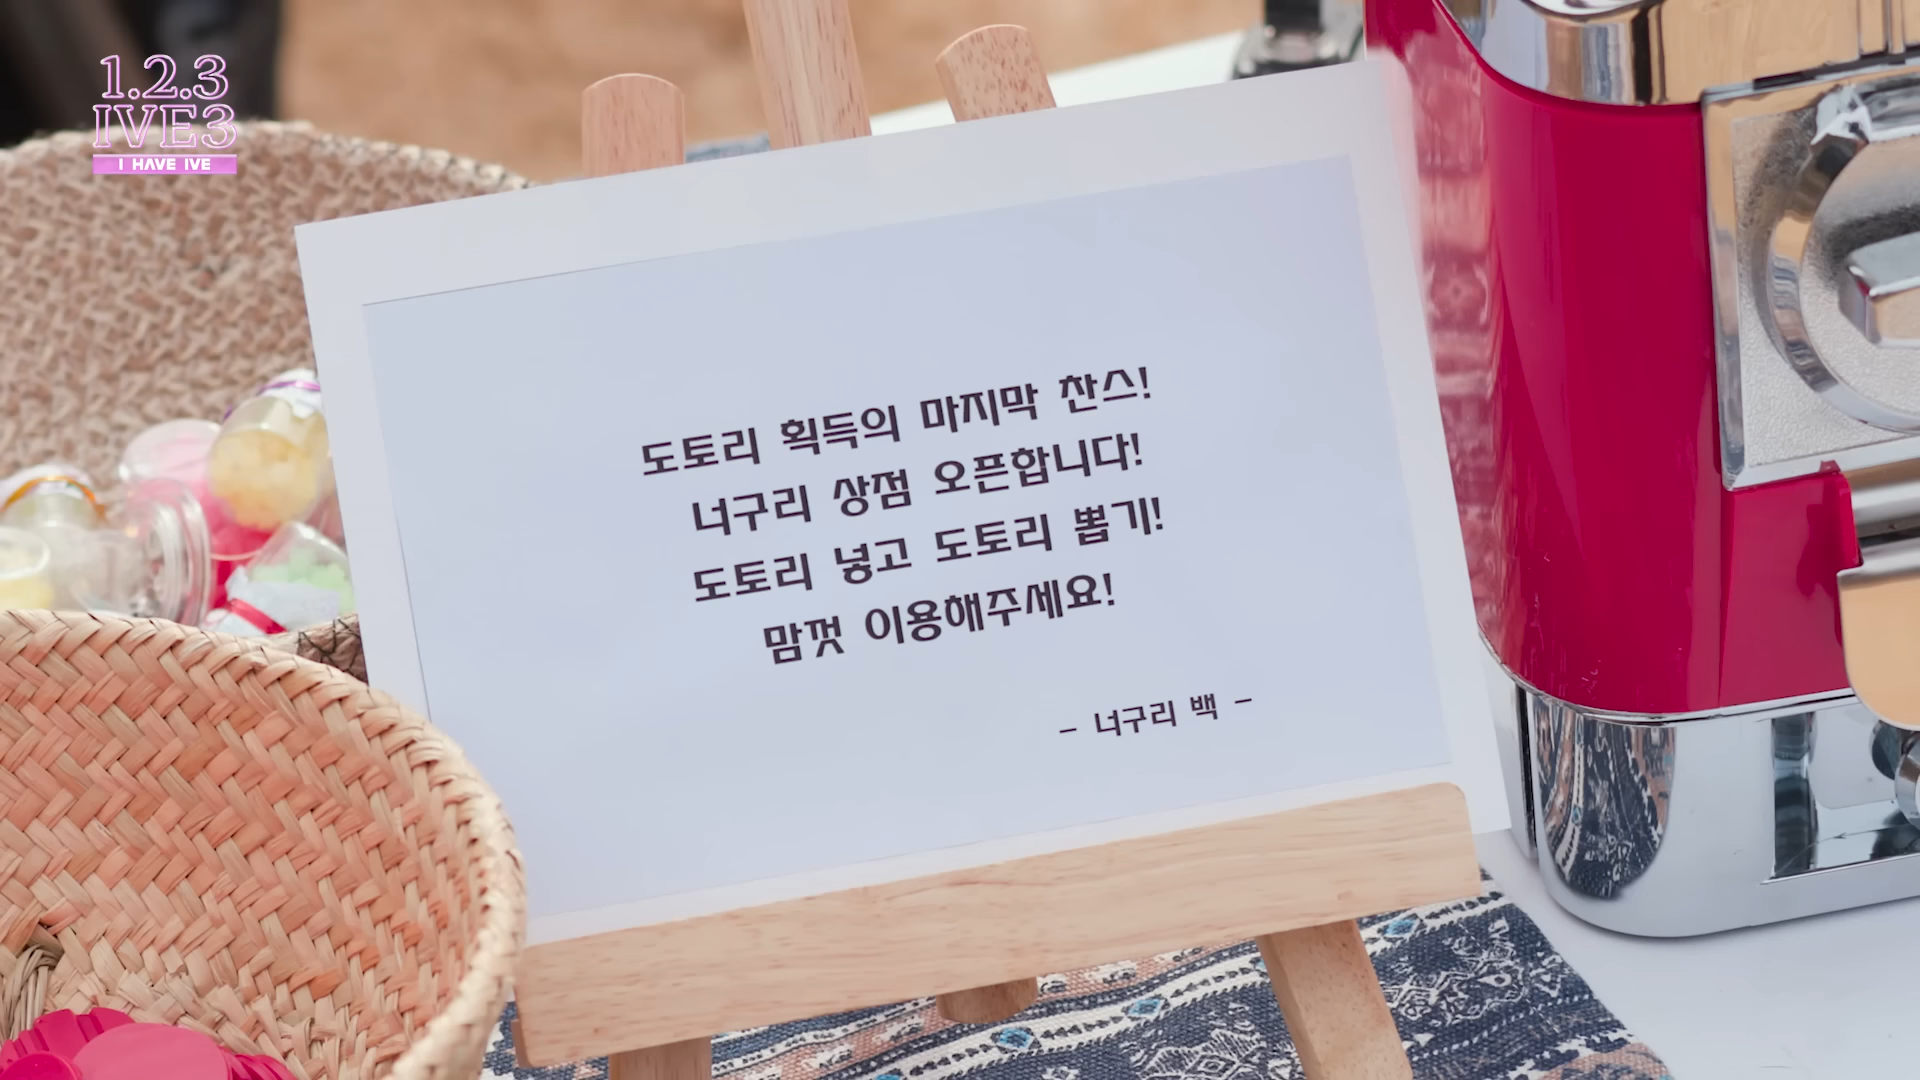 1.2.3
IVE3
I HAVE IVE
도토리 획득의 마지막 찬스!
너구리 상점 오픈합니다!
도토리 넣고 도토리 뽑기!
맘껏 이용해주세요!
- 너구리 백 -